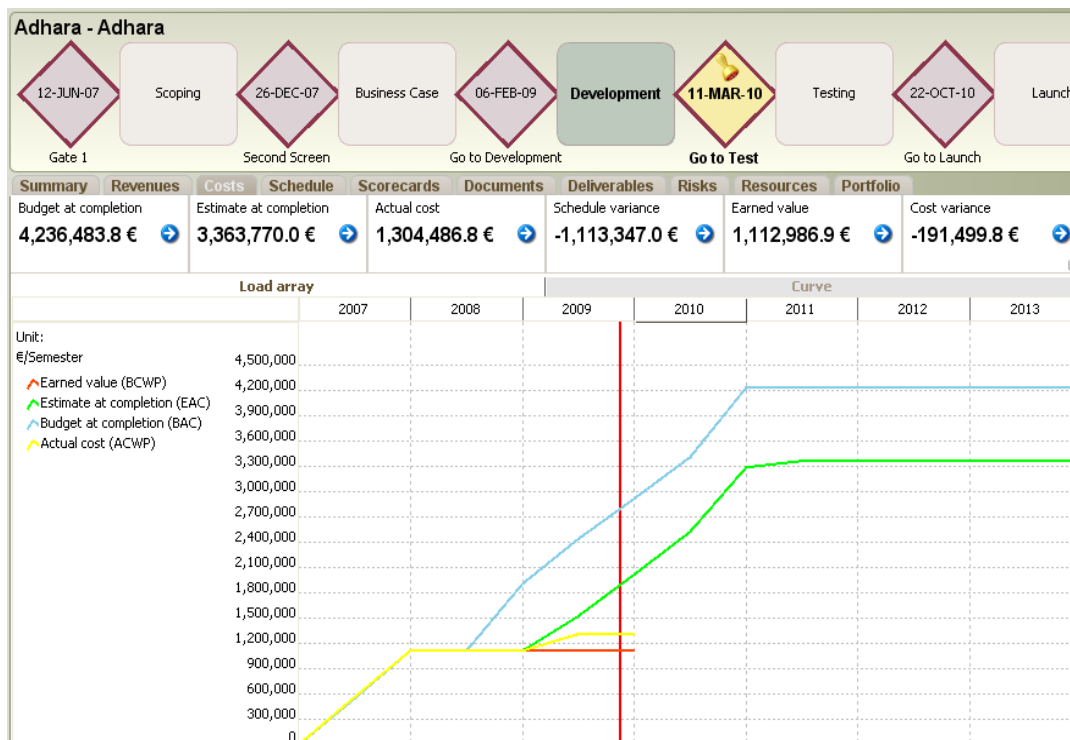 Adhara - Adhara
12-JUN-07 Scoping 26-DEC-07 Business Case 06-FEB-09 Development 11-MAR-10 Testing 22-OCT-10 Launch
Gate 1 Second Screen Go to Development Go to Test Go to Launch
Summary Revenues Costs Schedule Scorecards Documents Deliverables Risks Resources Portfolio
Budget at completion Estimate at completion Actual cost Schedule variance Earned value Cost variance
4,236,483.8 € 3,363,770.0 € 1,304,486.8 € -1,113,347.0 € 1,112,986.9 € -191,499.8 €
Load array Curve
2007 2008 2009 2010 2011 2012 2013
Unit:
€/Semester
4,500,000
Earned value (BCWP)
4,200,000
Estimate at completion (EAC)
3,900,000
Budget at completion (BAC)
Actual cost (ACWP)
3,600,000
3,300,000
3,000,000
2,700,000
2,400,000
2,100,000
1,800,000
1,500,000
1,200,000
900,000
600,000
300,000
0